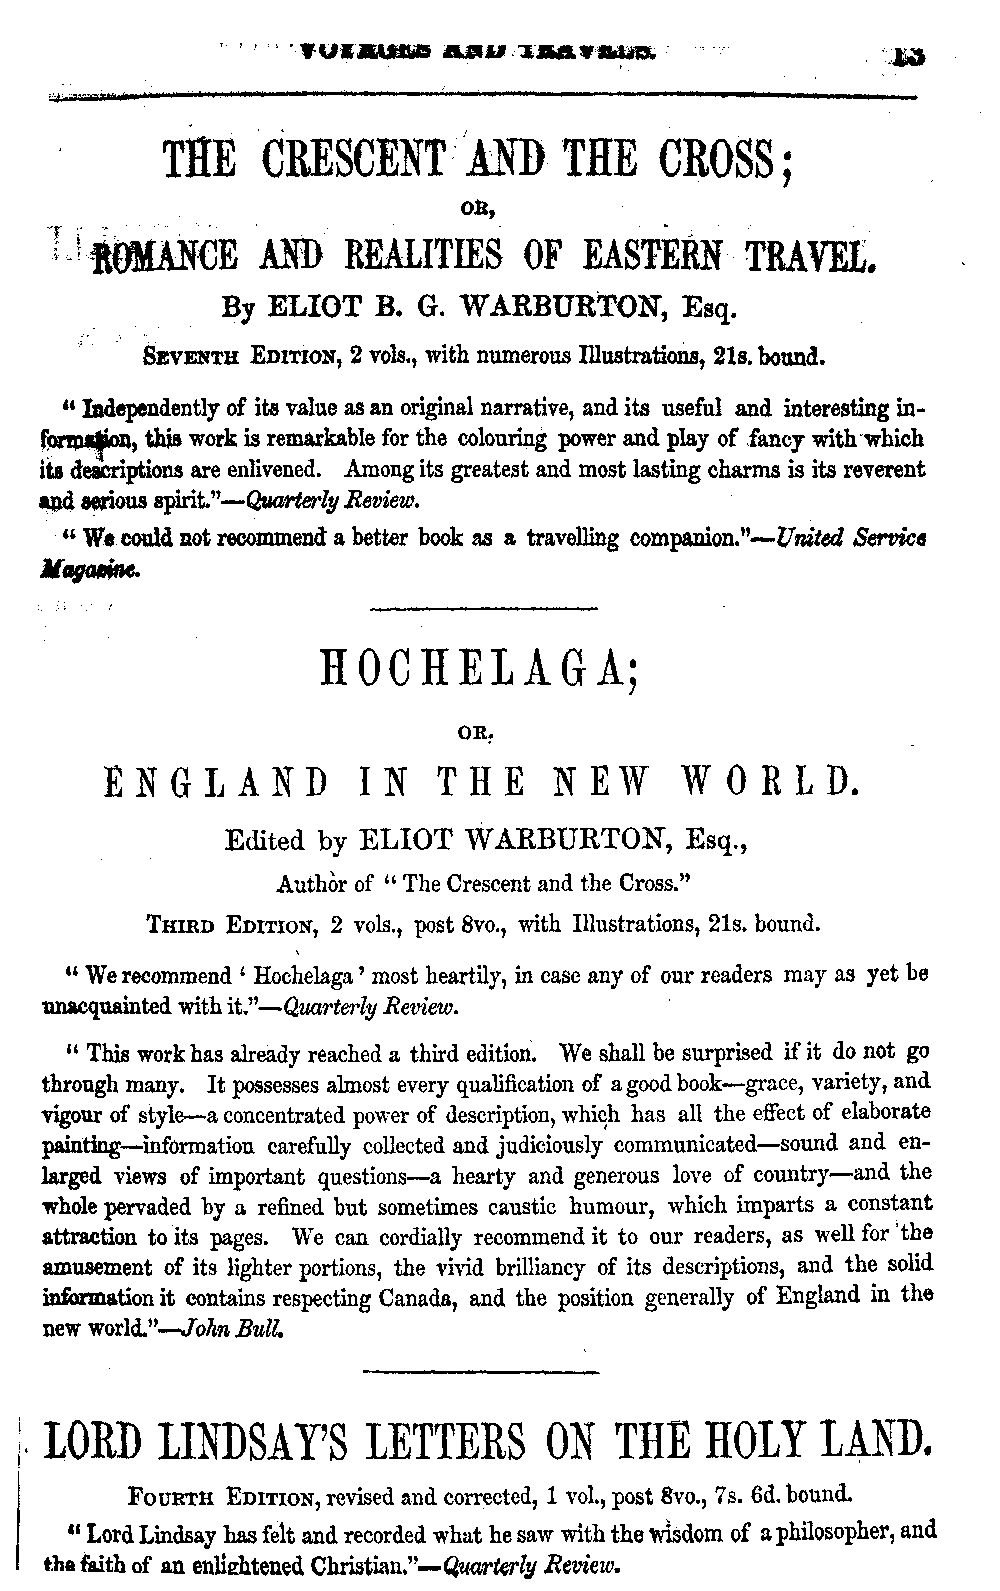 VOYAGES AND TRAVELS. 13
THE CRESCENT AND THE CROSS;
OR,
ROMANCE AND REALITIES OF EASTERN TRAVEL.
By ELIOT B. G. WARBURTON, Esq.
SEVENTH EDITION, 2 vols., with numerous Illustrations, 21s. bound.
“ Independently of its value as an original narrative, and its useful and interesting in-
formation, this work is remarkable for the colouring power and play of fancy with which
its descriptions are enlivened. Among its greatest and most lasting charms is its reverent
and serious spirit.”—Quarterly Review.
“ We could not recommend a better book as a travelling companion.”—United Service
Magazine.
HOCHELAGA;
OR,
ENGLAND IN THE NEW WORLD.
Edited by ELIOT WARBURTON, Esq.,
Author of “ The Crescent and the Cross.”
THIRD EDITION, 2 vols., post 8vo., with Illustrations, 21s. bound.
“ We recommend ‘ Hochelaga ’ most heartily, in case any of our readers may as yet be
unacquainted with it.”—Quarterly Review.
“ This work has already reached a third edition. We shall be surprised if it do not go
through many. It possesses almost every qualification of a good book—grace, variety, and
vigour of style—a concentrated power of description, which has all the effect of elaborate
painting—information carefully collected and judiciously communicated—sound and en-
larged views of important questions—a hearty and generous love of country—and the
whole pervaded by a refined but sometimes caustic humour, which imparts a constant
attraction to its pages. We can cordially recommend it to our readers, as well for the
amusement of its lighter portions, the vivid brilliancy of its descriptions, and the solid
information it contains respecting Canada, and the position generally of England in the
new world.”—John Bull.
LORD LINDSAY'S LETTERS ON THE HOLY LAND.
FOURTH EDITION, revised and corrected, 1 vol., post 8vo., 7s. 6d. bound.
“ Lord Lindsay has felt and recorded what he saw with the wisdom of a philosopher, and
the faith of an enlightened Christian.”—Quarterly Review.